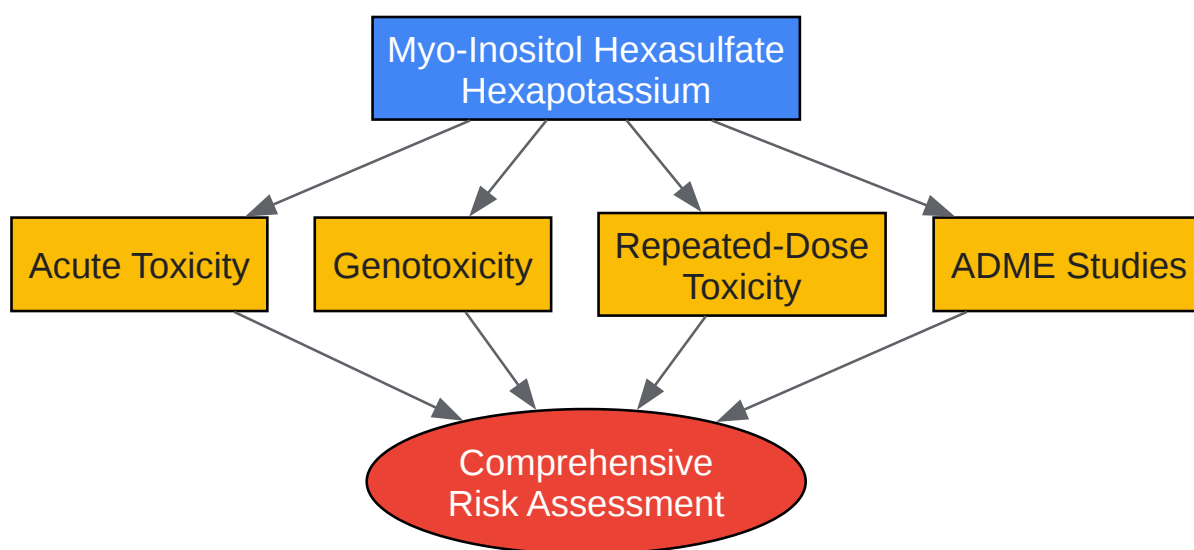 Myo-Inositol Hexasulfate
Hexapotassium
Acute Toxicity
Genotoxicity
Repeated-Dose
Toxicity
ADME Studies
Comprehensive
Risk Assessment